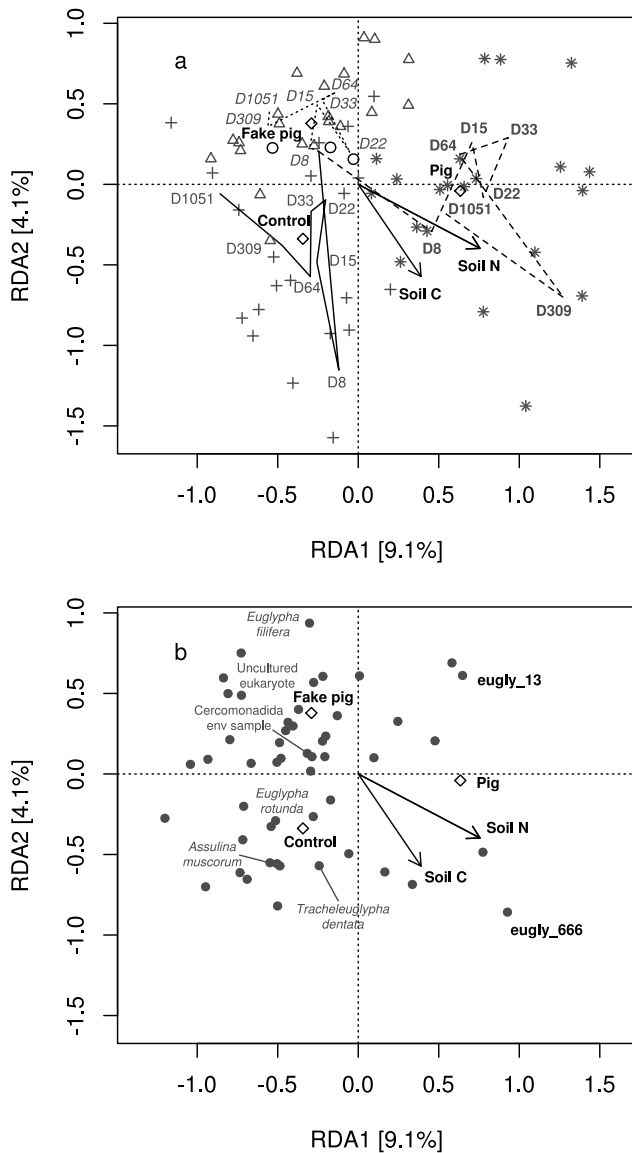 a
D64
D15
D1051
D33
D309
Fake pig
D22
D8
D15
D33
D64
Pig
D22
D1051
D8
D1051
D33
Control
D22
D309
D15
D64
D8
Soil N
Soil C
D309
1.0
0.5
0.0
-0.5
-1.0
-1.5
RDA2 [4.1%]
-1.0 -0.5 0.0 0.5 1.0 1.5
RDA1 [9.1%]
b
Euglypha
filifera
Uncultured
eukaryote
Fake pig
eugly_13
Cercomonadida
env sample
Pig
Euglypha
rotunda
Control
Soil N
Assulina
muscorum
Soil C
Tracheleuglypha
dentata
eugly_666
1.0
0.5
0.0
-0.5
-1.0
-1.5
RDA2 [4.1%]
-1.0 -0.5 0.0 0.5 1.0 1.5
RDA1 [9.1%]